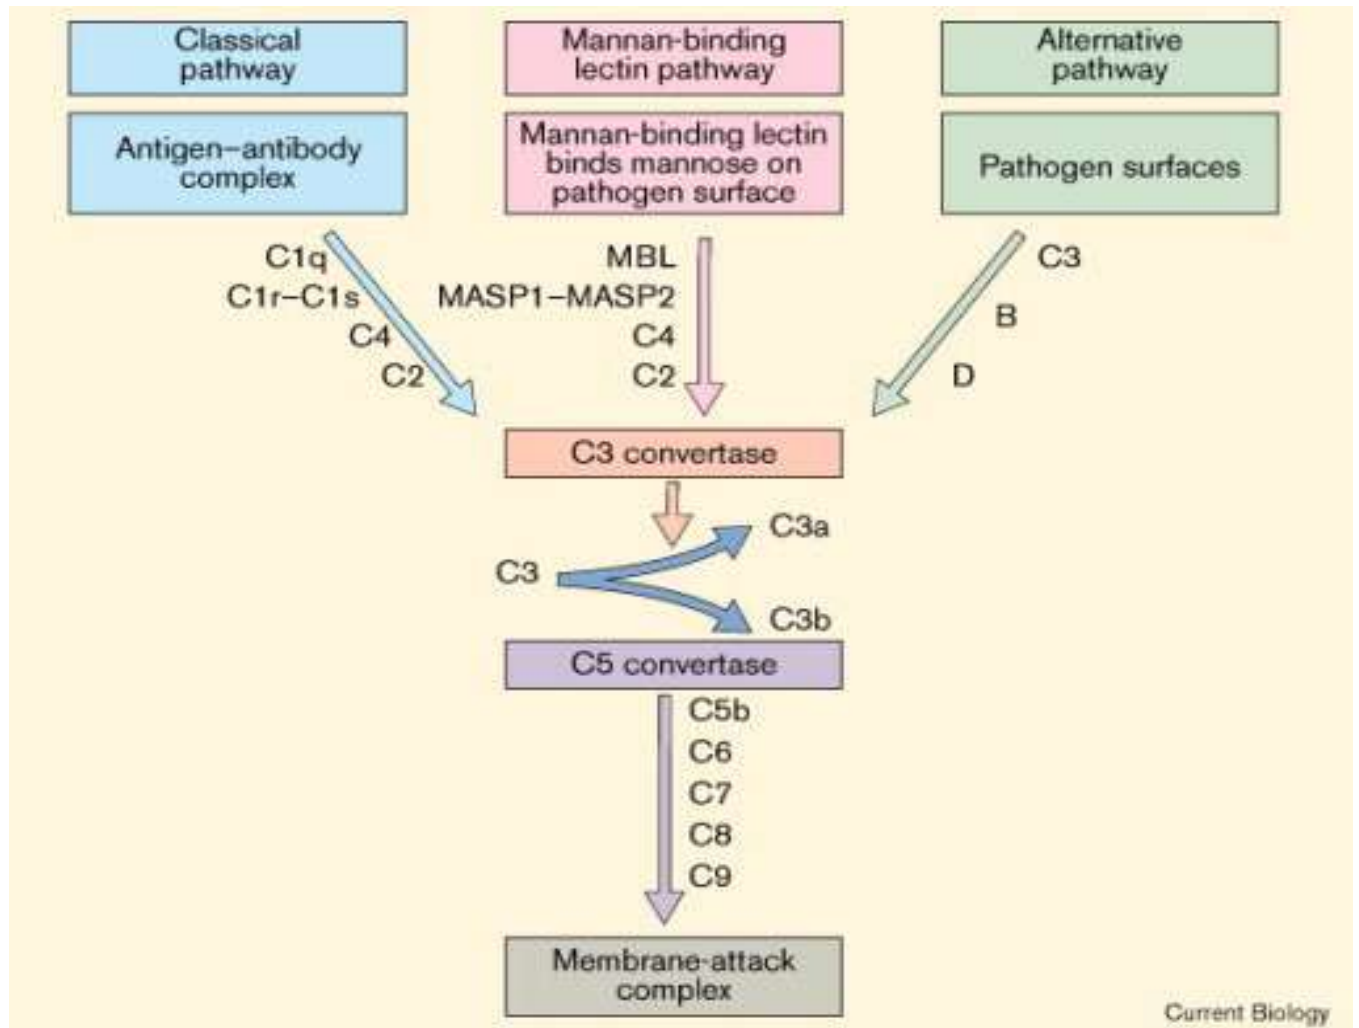 Classical
pathway
Mannan-binding
lectin pathway
Alternative
pathway
Antigen–antibody
complex
Mannan-binding lectin
binds mannose on
pathogen surface
Pathogen surfaces
C1q
C1r–C1s
C4
C2
MBL
MASP1–MASP2
C4
C2
C3
B
D
C3 convertase
C3a
C3
C3b
C5 convertase
C5b
C6
C7
C8
C9
Membrane-attack
complex
Current Biology